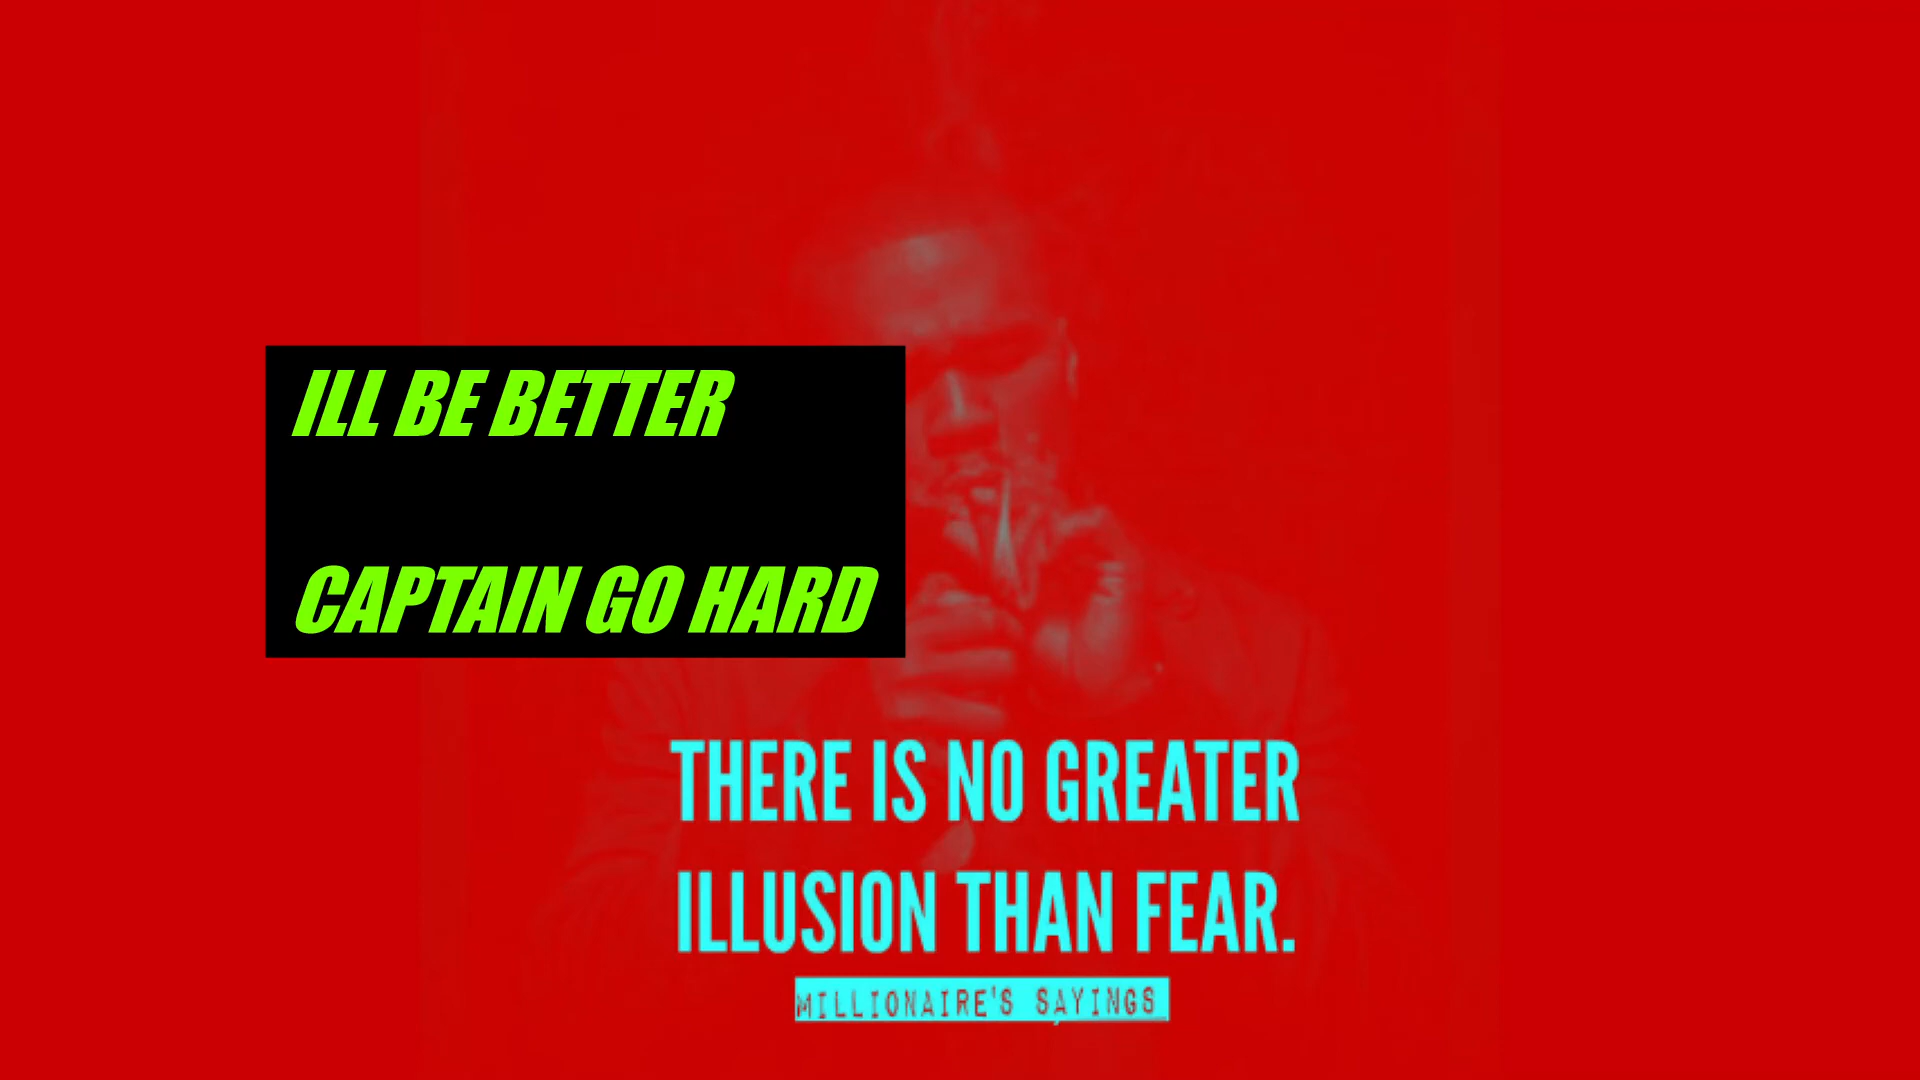 ILL BE BETTER
CAPTAIN GO HARD
THERE IS NO GREATER
ILLUSION THAN FEAR.
MILLIONAIRE'S SAYINGS